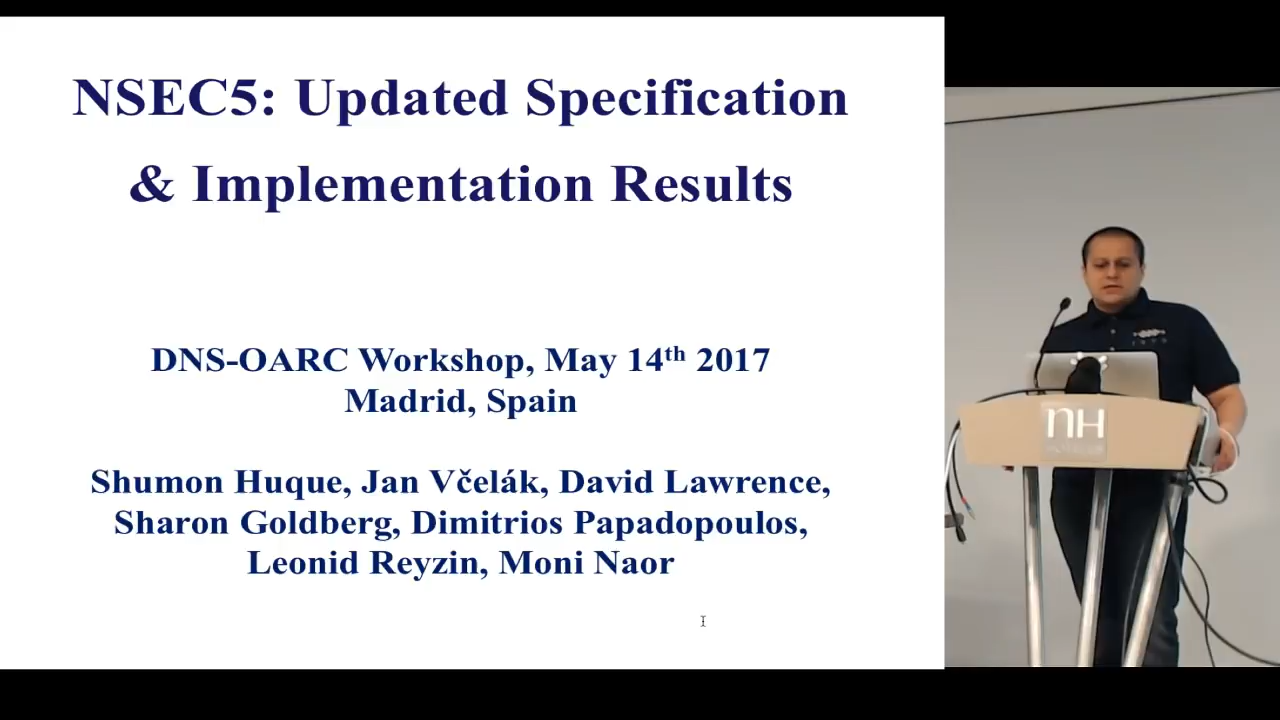 NSEC5: Updated Specification
& Implementation Results
DNS-OARC Workshop, May 14th 2017
Madrid, Spain
Shumon Huque, Jan Včelák, David Lawrence,
Sharon Goldberg, Dimitrios Papadopoulos,
Leonid Reyzin, Moni Naor
nH